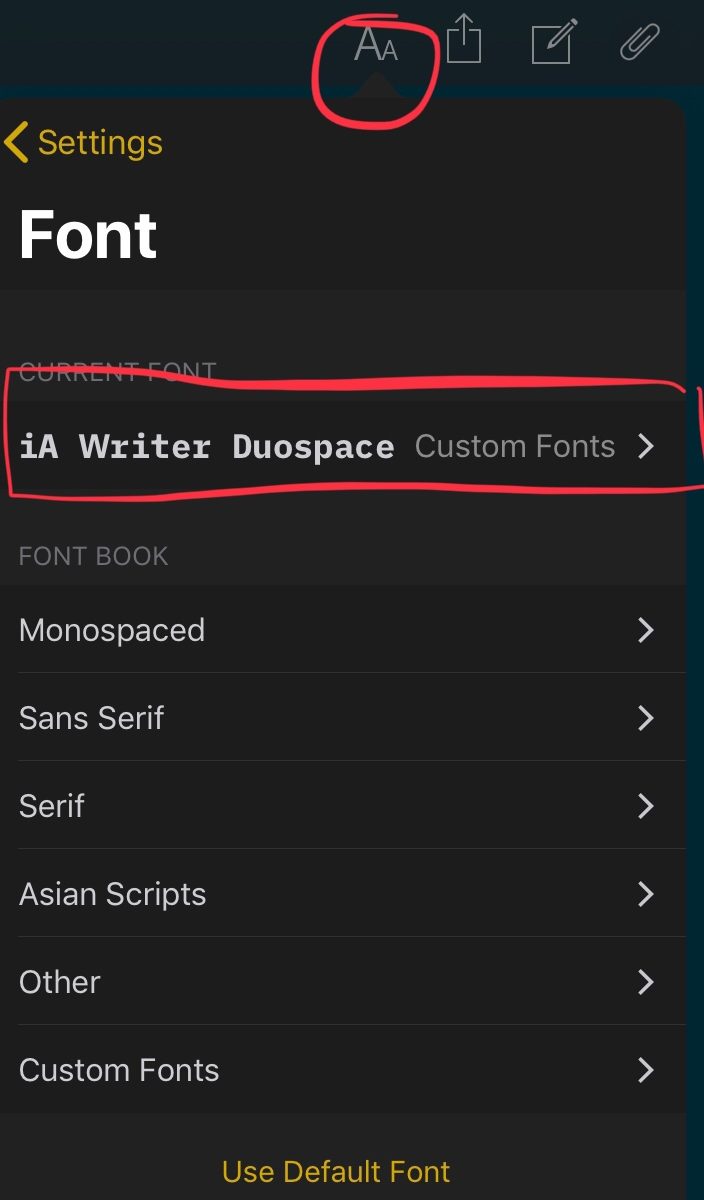 AA
Settings
Font
CURRENT FONT
iA Writer Duospace Custom Fonts
FONT BOOK
Monospaced
Sans Serif
Serif
Asian Scripts
Other
Custom Fonts
Use Default Font